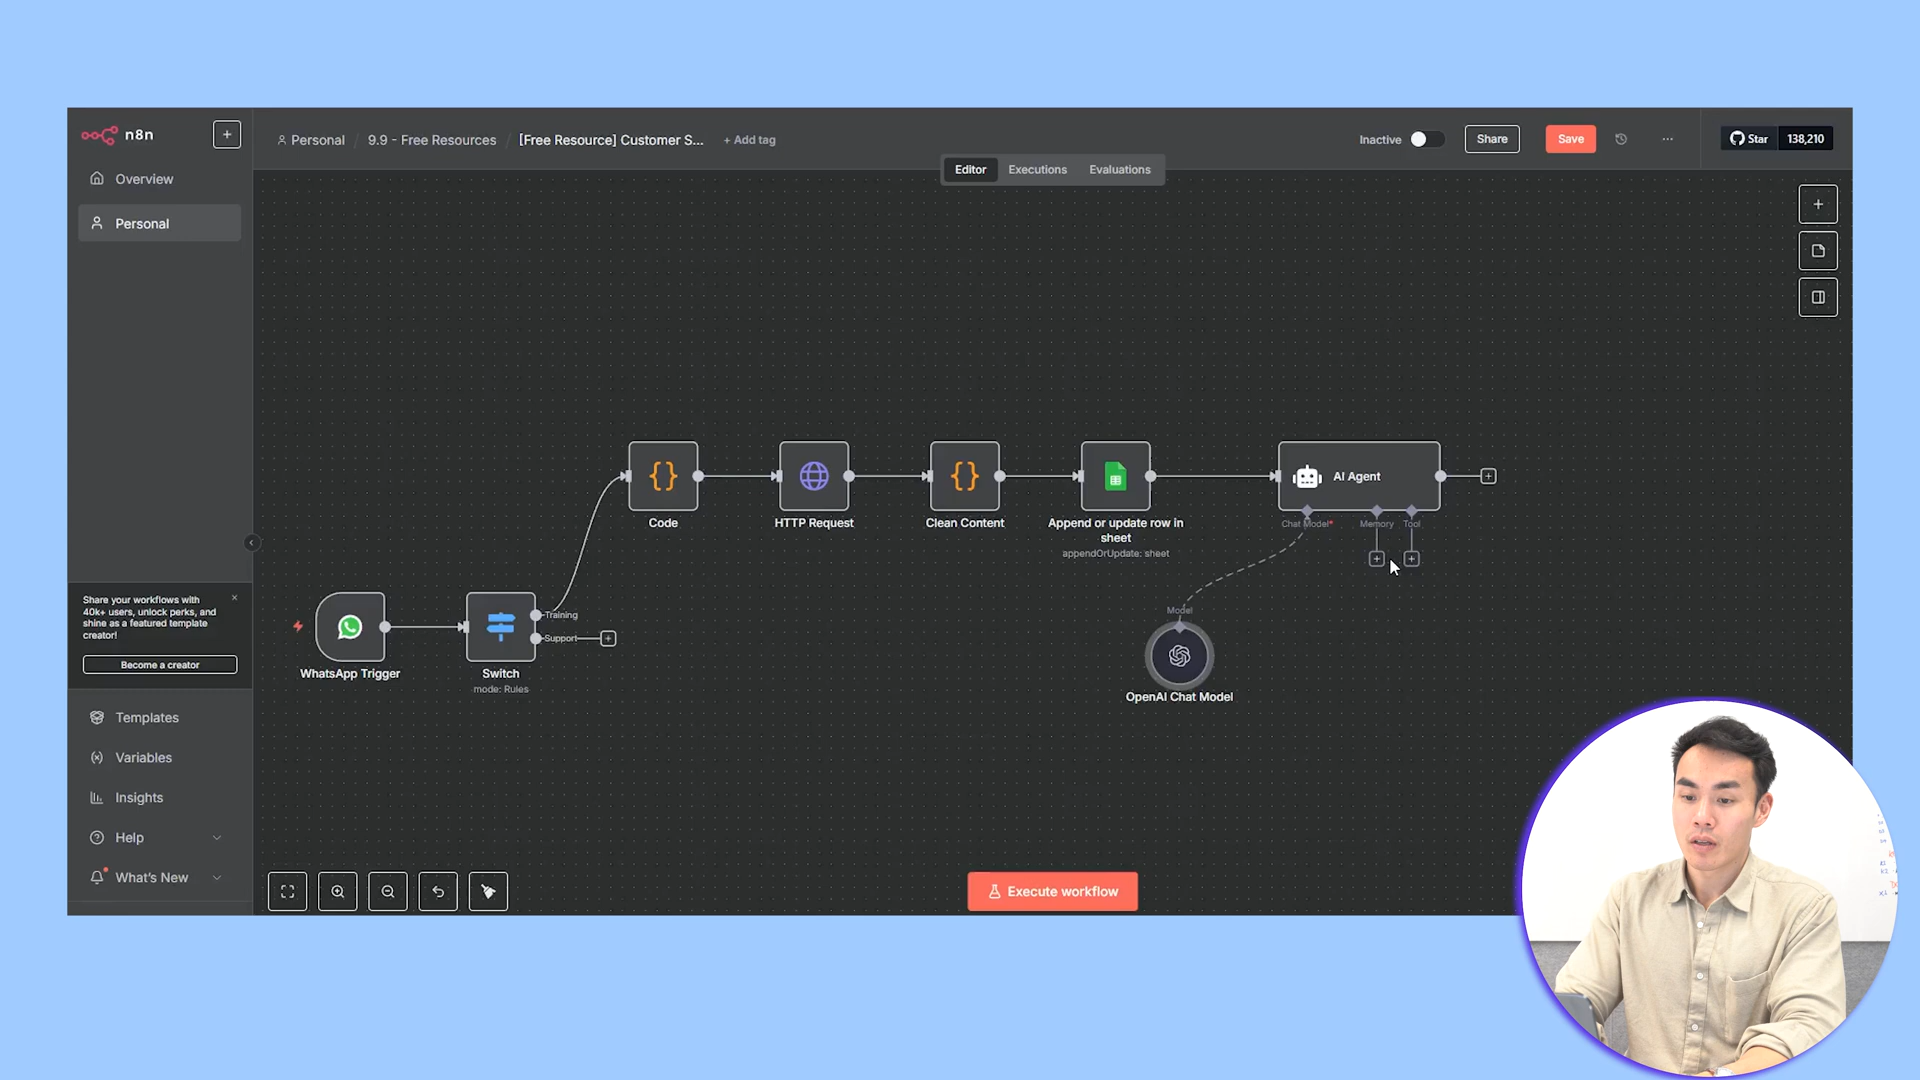 n8n
Personal / 9.9 - Free Resources / [Free Resource] Customer S... + Add tag
Inactive
Share
Save
Star 138,210
Editor Executions Evaluations
Overview
Personal
Share your workflows with
40k+ users, unlock perks, and
shine as a featured template
creator!
Become a creator
Templates
Variables
Insights
Help
What's New
WhatsApp Trigger
Switch
mode: Rules
Training
Support
Code
HTTP Request
Clean Content
Append or update row in
sheet
appendOrUpdate: sheet
AI Agent
Chat Model*
Memory
Tool
Model
OpenAI Chat Model
Execute workflow